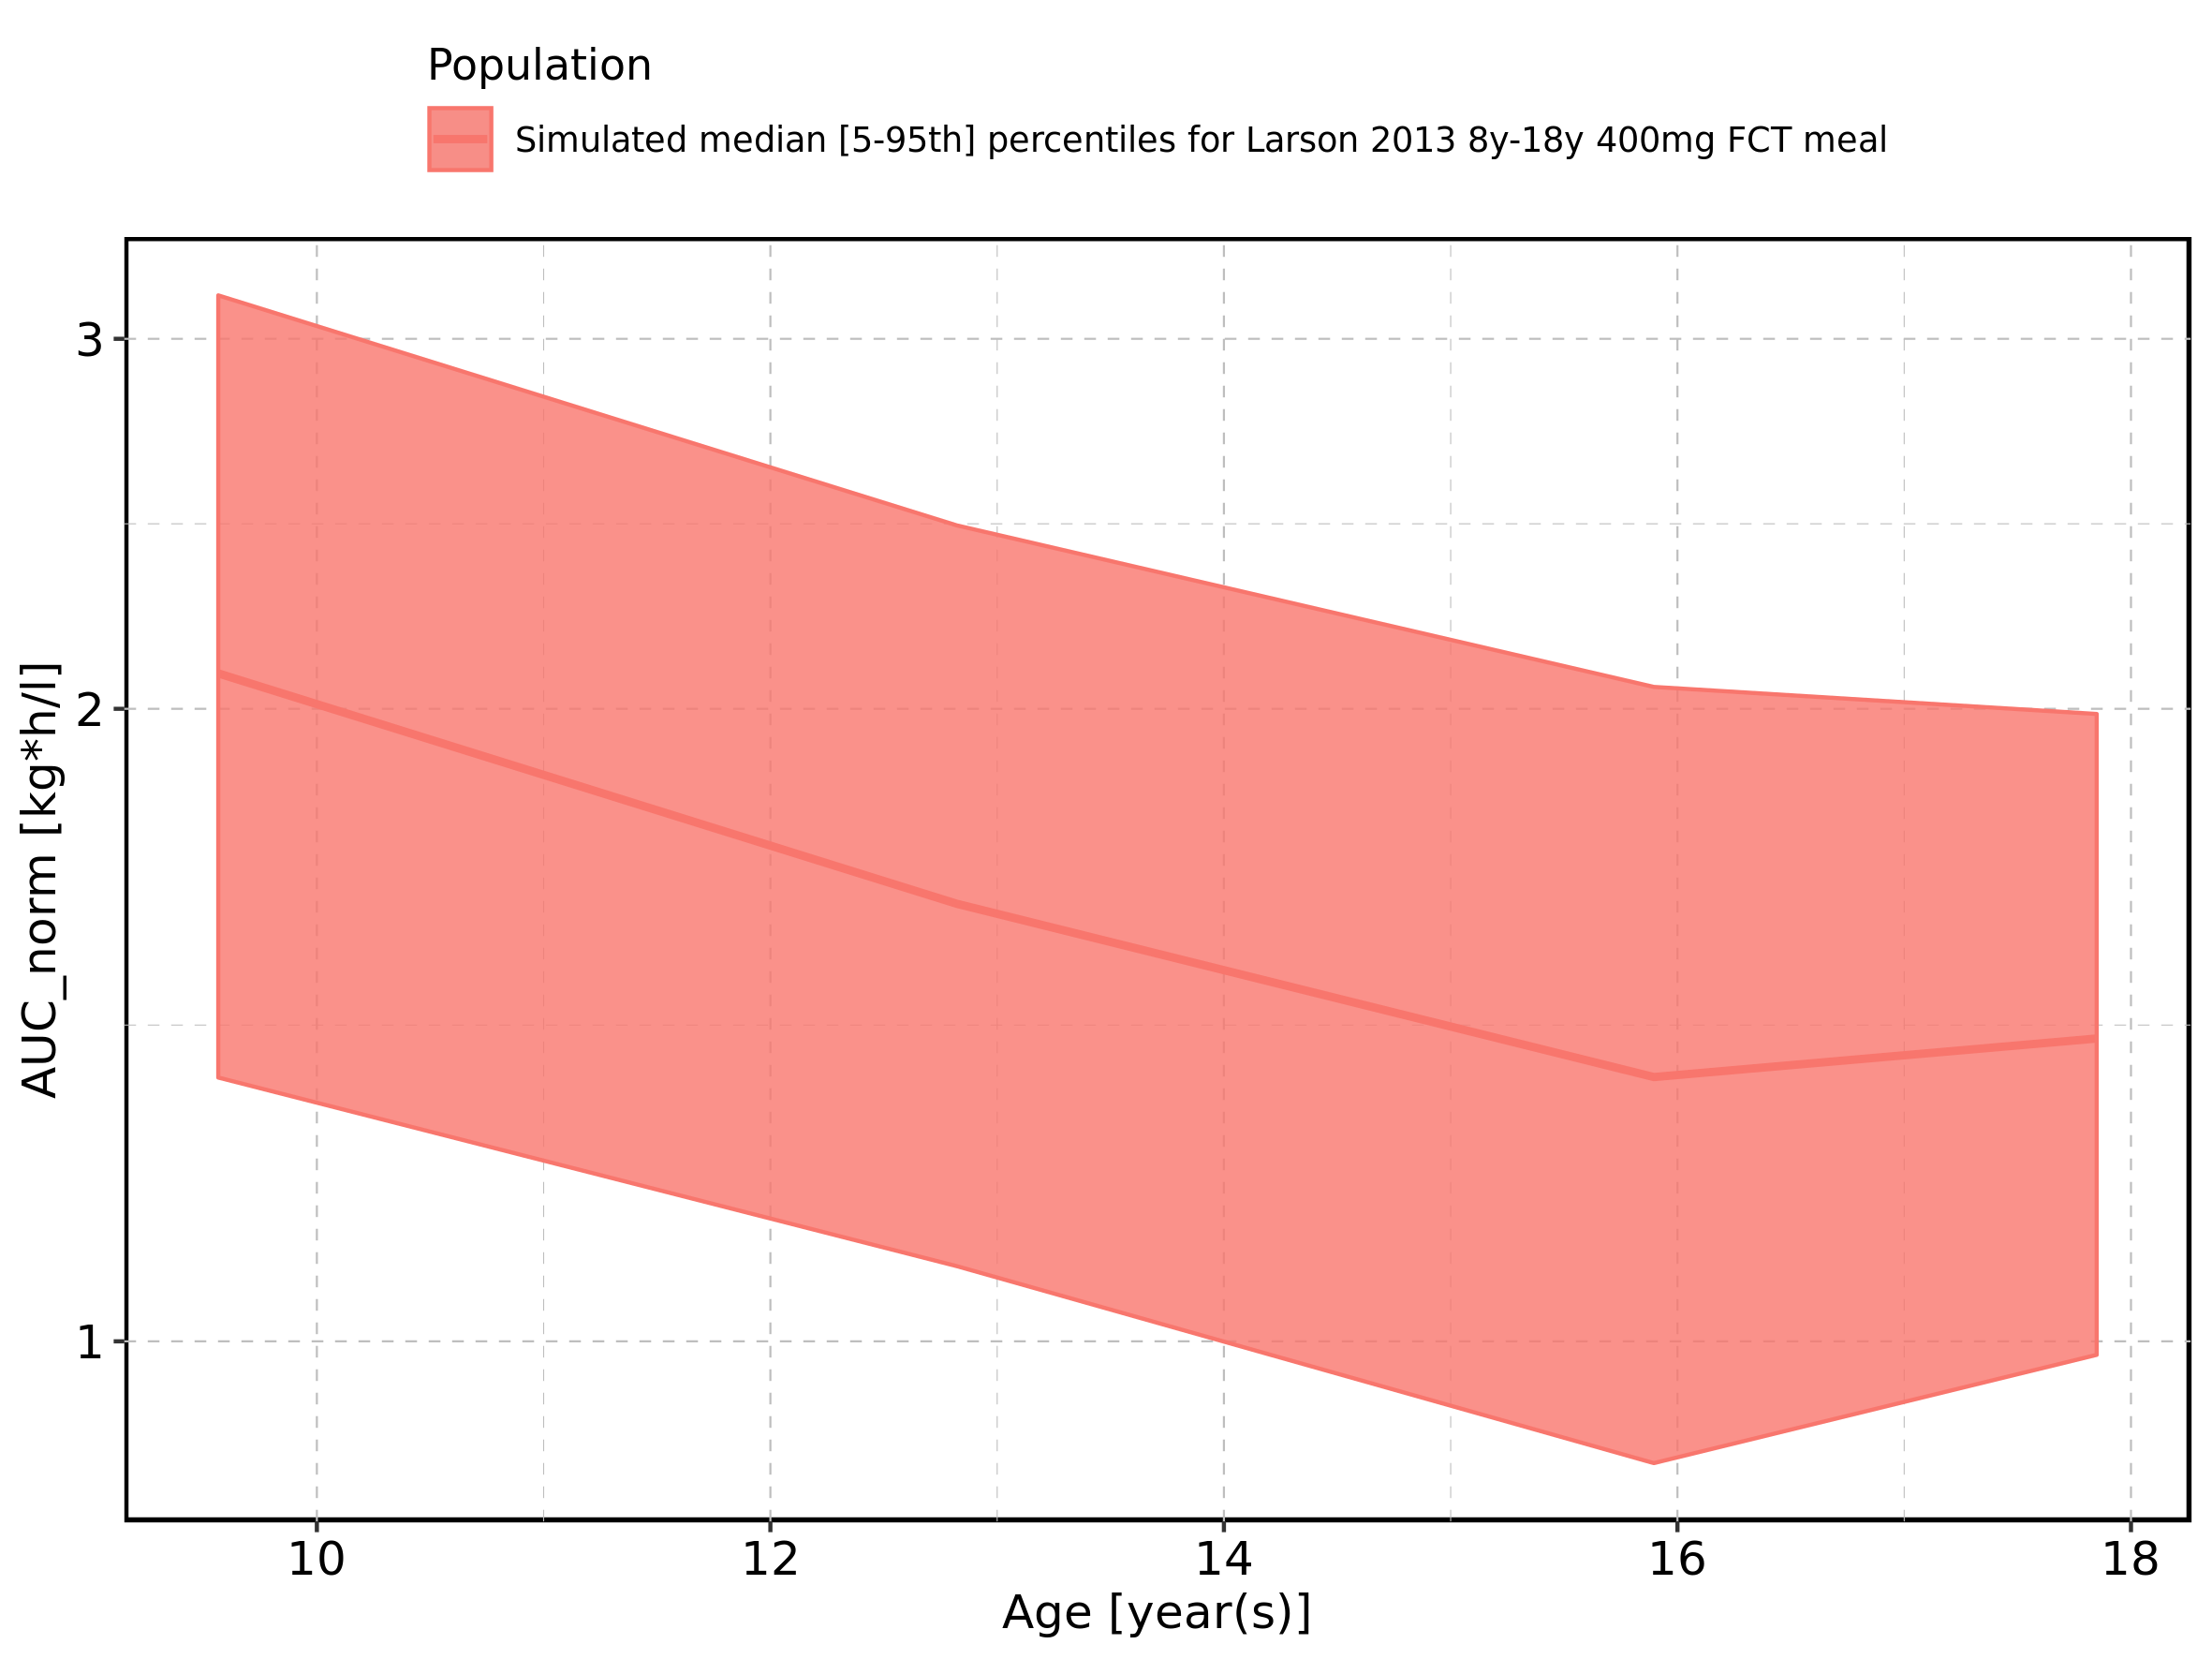 Population
Simulated median [5-95th] percentiles for Larson 2013 8y-18y 400mg FCT meal
3
2
1
AUC_norm [kg*h/l]
10 12 14 16 18
Age [year(s)]